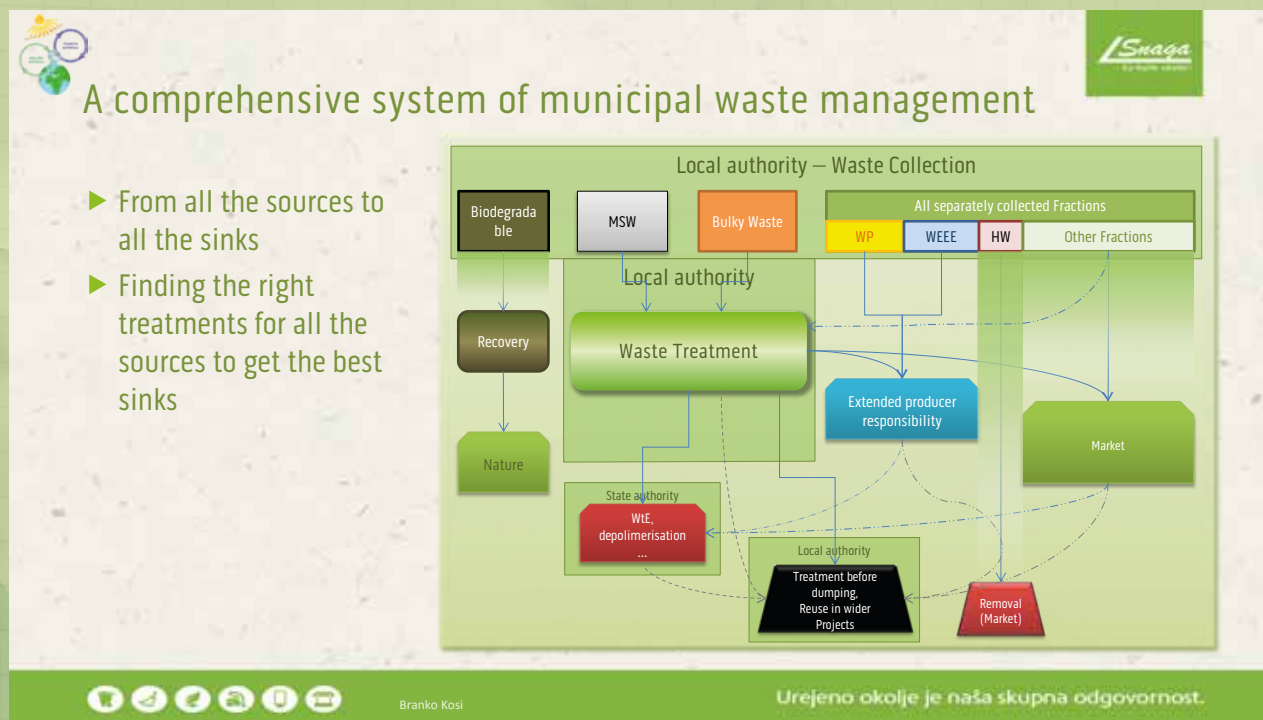 Snaga
A comprehensive system of municipal waste management
From all the sources to
all the sinks
Finding the right
treatments for all the
sources to get the best
sinks
Local authority – Waste Collection
Biodegrada
ble
MSW
Bulky Waste
All separately collected Fractions
WP
WEEE
HW
Other Fractions
Local authority
Recovery
Waste Treatment
Extended producer
responsibility
Market
Nature
State authority
WtE,
depolimerisation
...
Local authority
Treatment before
dumping,
Reuse in wider
Projects
Removal
(Market)
Branko Kosi
Urejeno okolje je naša skupna odgovornost.